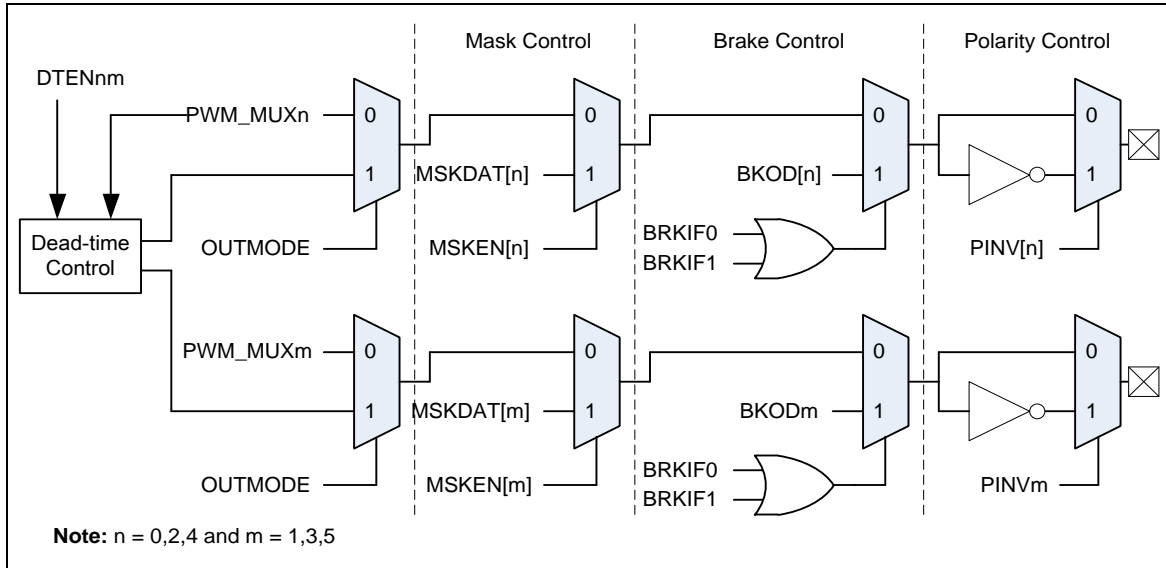 Mask Control
Brake Control
Polarity Control
DTENnm
PWM_MUXn
0
1
MSKDAT[n]
0
1
BKOD[n]
0
1
0
1
Dead-time
Control
OUTMODE
MSKEN[n]
BRKIF0
BRKIF1
PINV[n]
PWM_MUXm
0
1
MSKDAT[m]
0
1
BKODm
0
1
0
1
OUTMODE
MSKEN[m]
BRKIF0
BRKIF1
PINVm
Note: n = 0,2,4 and m = 1,3,5